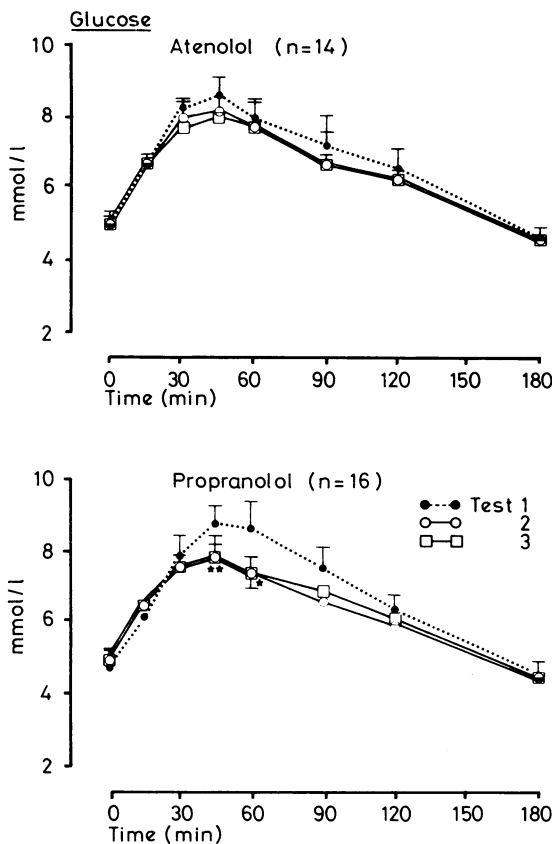 Glucose
Atenolol (n=14)
10
8
6
4
2
mmol/l
0 30 60 90 120 150 180
Time (min)
Propranolol (n=16)
Test 1
2
3
10
8
6
4
2
mmol/l
**
*
0 30 60 90 120 150 180
Time (min)